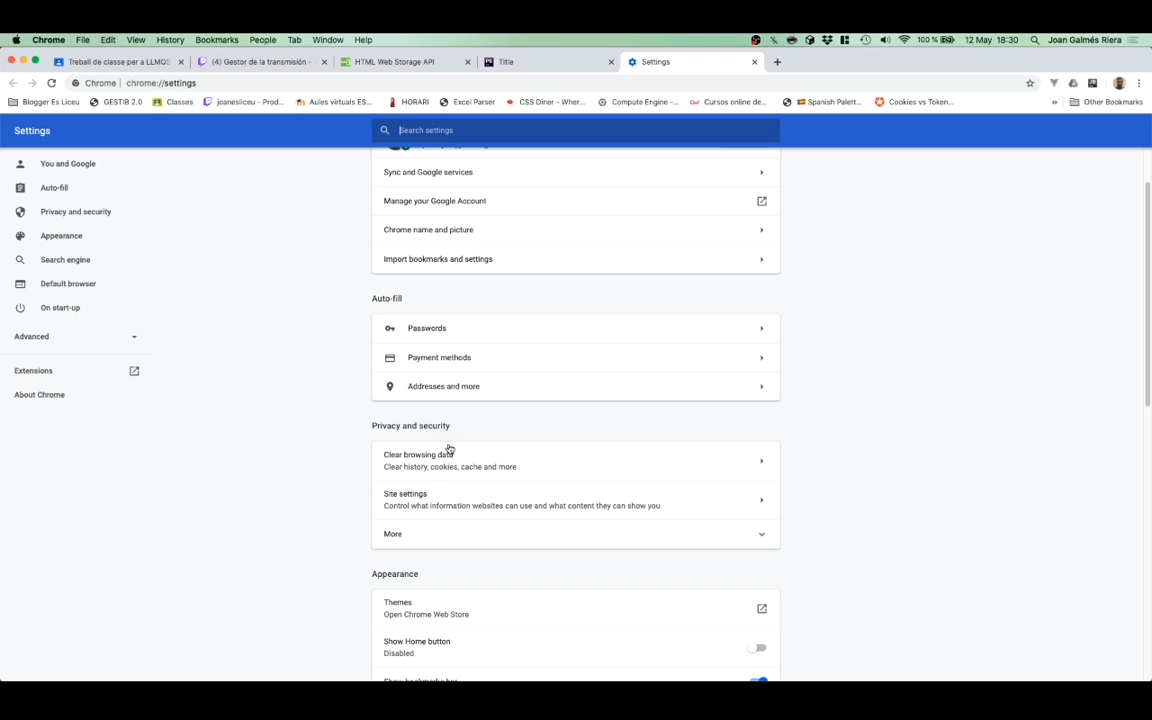 Chrome File Edit View History Bookmarks People Tab Window Help 100 % 12 May 18:30 Joan Galmés Riera
Treball de classe per a LLMQS (4) Gestor de la transmisión - HTML Web Storage API Title Settings
Chrome chrome://settings
Blogger Es Liceu GESTIB 2.0 Classes joanesliceu - Prod... Aules virtuals ES... HORARI Excel Parser CSS Diner - Wher... Compute Engine -... Cursos online de... Spanish Palett... Cookies vs Token... » Other Bookmarks
Settings Search settings
You and Google
Auto-fill
Privacy and security
Appearance
Search engine
Default browser
On start-up
Advanced
Extensions
About Chrome
Sync and Google services
Manage your Google Account
Chrome name and picture
Import bookmarks and settings
Auto-fill
Passwords
Payment methods
Addresses and more
Privacy and security
Clear browsing data
Clear history, cookies, cache and more
Site settings
Control what information websites can use and what content they can show you
More
Appearance
Themes
Open Chrome Web Store
Show Home button
Disabled
Show bookmarks bar